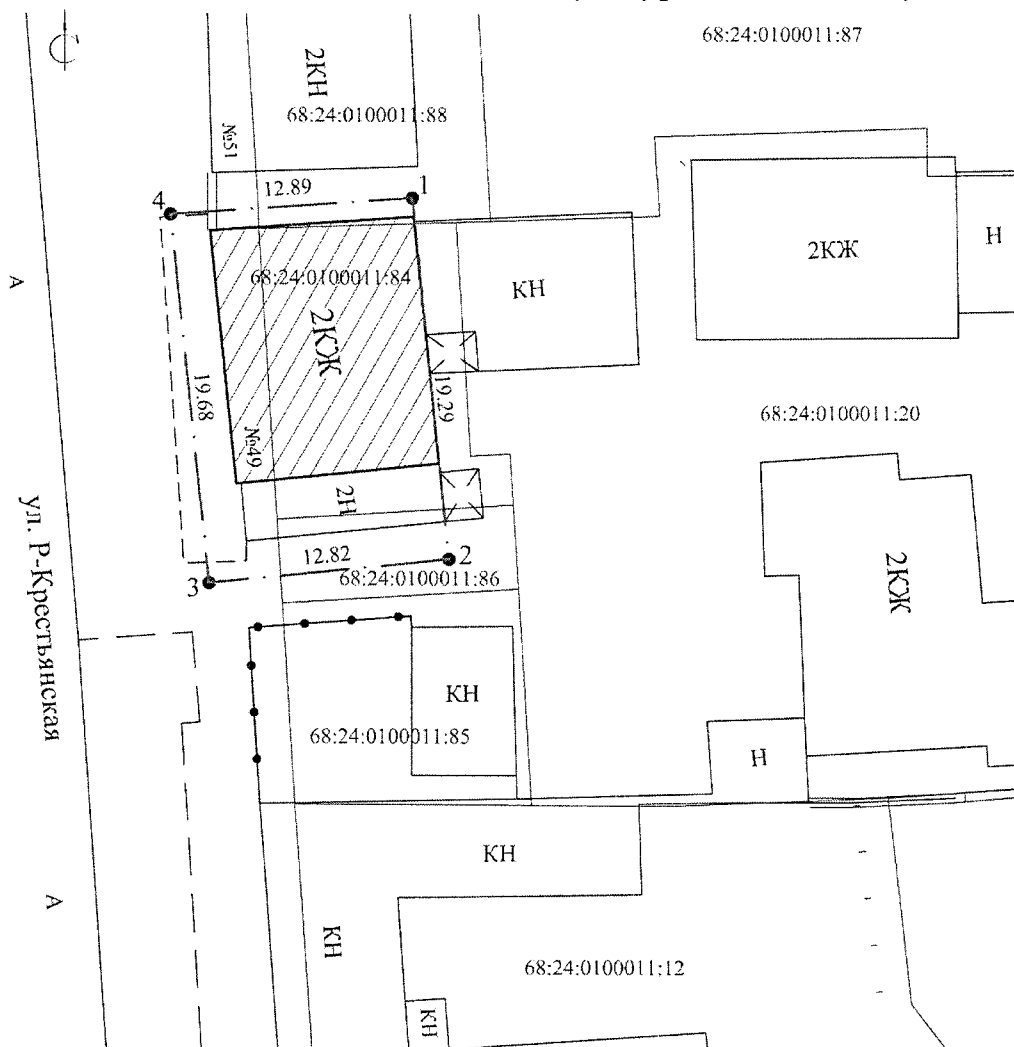 68:24:0100011:87
2КН
68:24:0100011:88
№51
12.89
1
4
2КЖ
Н
КН
68:24:0100011:84
2КЖ
А
19.68
19.29
68:24:0100011:20
№49
2Н
ул. Р-Крестьянская
12.82
2
3
68:24:0100011:86
2КЖ
КН
68:24:0100011:85
Н
КН
А
КН
68:24:0100011:12
КН